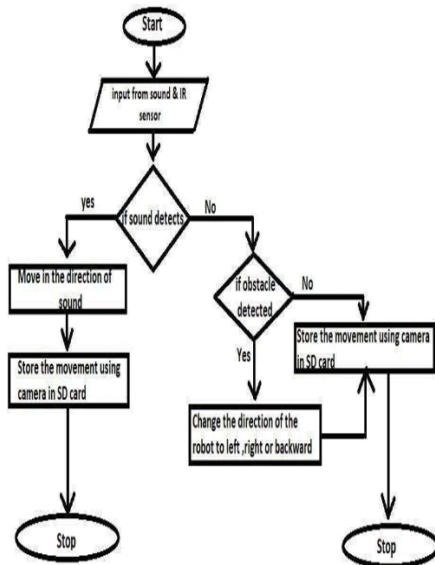 Start
input from sound & IR
sensor
if sound detects
yes
No
Move in the direction of
sound
if obstacle
detected
No
Yes
Store the movement using
camera in SD card
Store the movement using camera
in SD card
Change the direction of the
robot to left ,right or backward
Stop
Stop